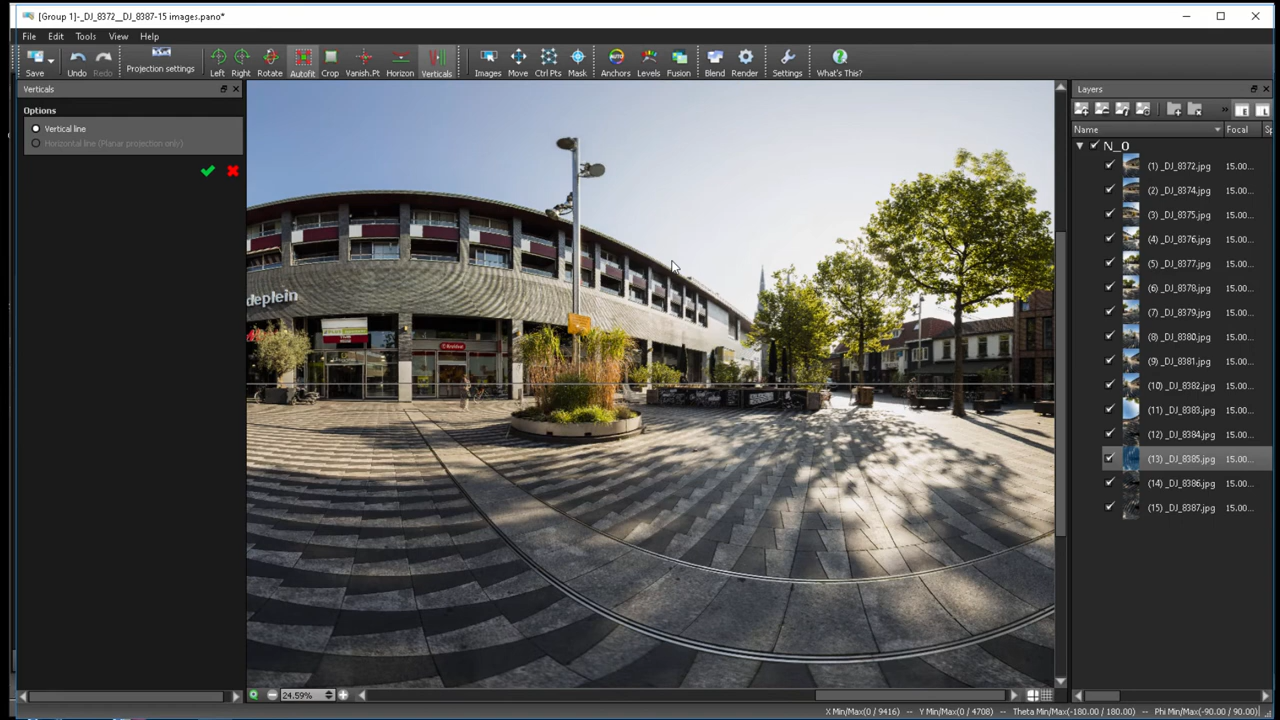 [Group 1]-_DJ_8372__DJ_8387-15 images.pano*
File Edit Tools View Help
Save Undo Redo Projection settings Left Right Rotate Autofit Crop Vanish.Pt Horizon Verticals Images Move Ctrl Pts Mask AUTO Anchors Levels Fusion Blend Render Settings What's This?
Verticals
Layers
Options
Vertical line
Horizontal line (Planar projection only)
» E L
Name Focal Sp
N_0
(1) _DJ_8372.jpg 15.00...
(2) _DJ_8374.jpg 15.00...
(3) _DJ_8375.jpg 15.00...
(4) _DJ_8376.jpg 15.00...
(5) _DJ_8377.jpg 15.00...
(6) _DJ_8378.jpg 15.00...
(7) _DJ_8379.jpg 15.00...
(8) _DJ_8380.jpg 15.00...
(9) _DJ_8381.jpg 15.00...
(10) _DJ_8382.jpg 15.00...
(11) _DJ_8383.jpg 15.00...
(12) _DJ_8384.jpg 15.00...
(13) _DJ_8385.jpg 15.00...
(14) _DJ_8386.jpg 15.00...
(15) _DJ_8387.jpg 15.00...
deplein
Kruidvat
24.59%
X Min/Max(0 / 9416) -- Y Min/Max(0 / 4708) -- Theta Min/Max(-180.00 / 180.00) -- Phi Min/Max(-90.00 / 90.00)